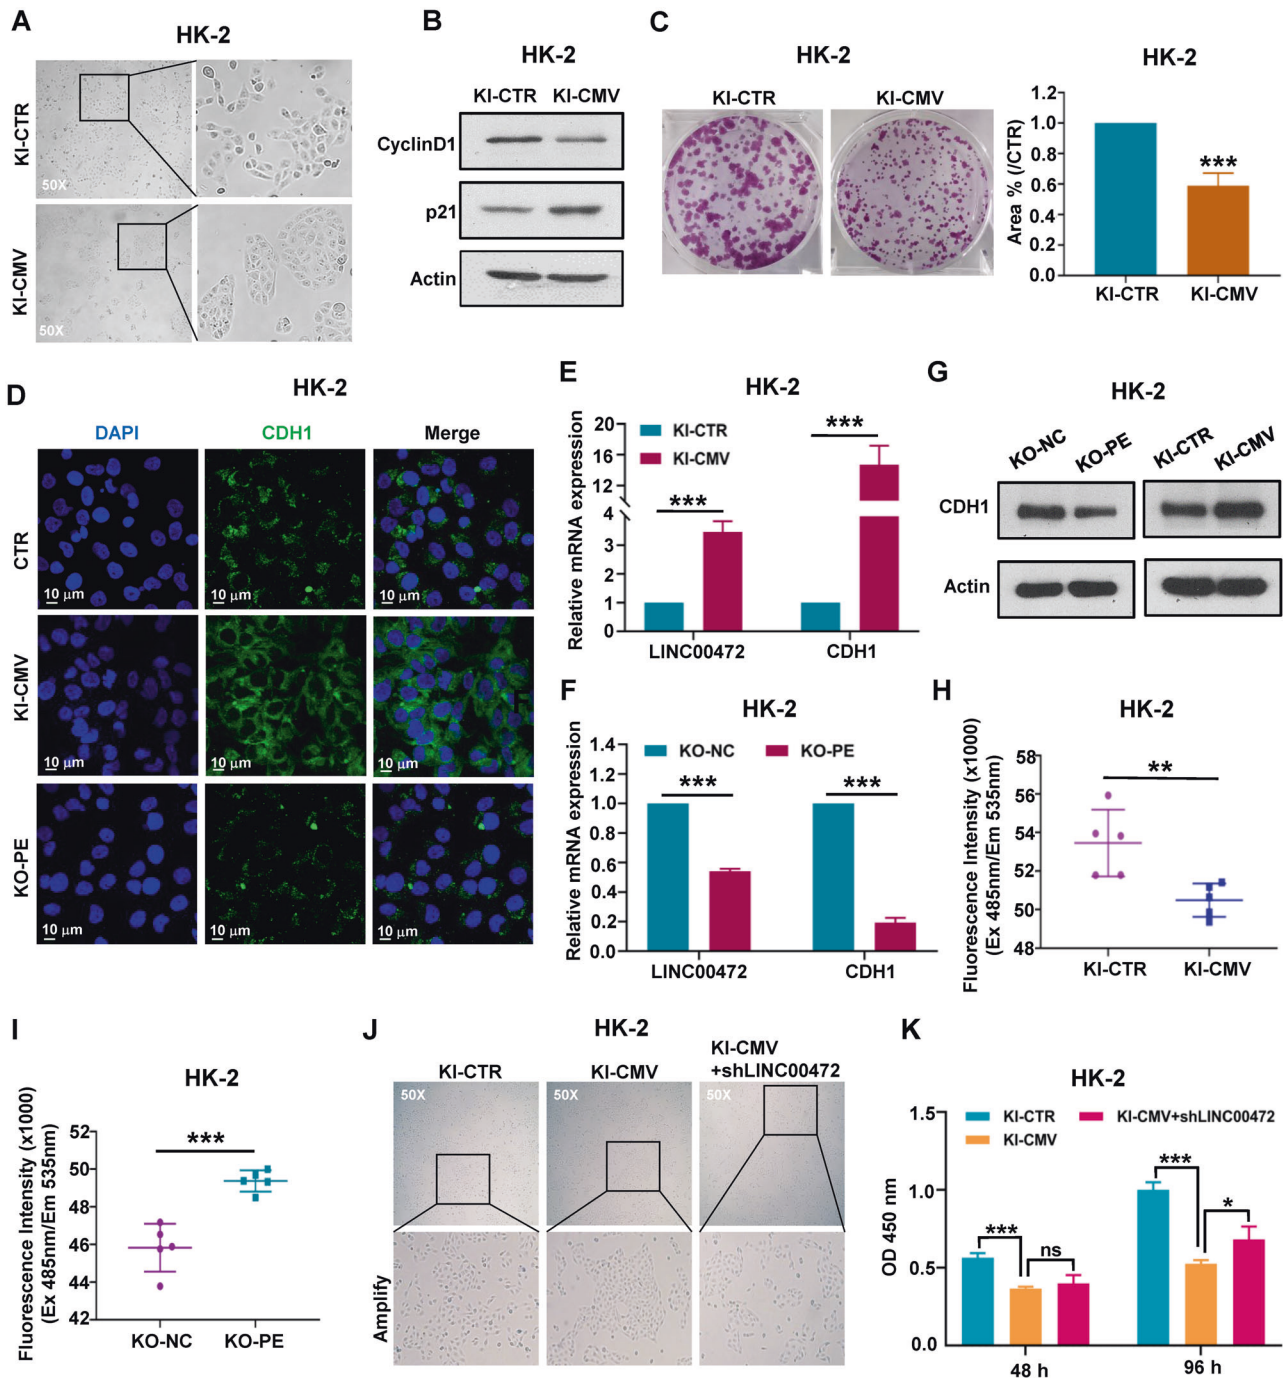 A
HK-2
KI-CTR
50X
KI-CMV
50X
B
HK-2
KI-CTR KI-CMV
CyclinD1
p21
Actin
C
HK-2
KI-CTR
KI-CMV
HK-2
Area % (/CTR)
1.2
1.0
0.8
0.6
0.4
0.2
0.0
***
KI-CTR KI-CMV
D
HK-2
DAPI
CDH1
Merge
CTR
10 μm
10 μm
10 μm
KI-CMV
10 μm
10 μm
10 μm
KO-PE
10 μm
10 μm
10 μm
E
HK-2
Relative mRNA expression
20
16
12
4
3
2
1
0
KI-CTR
KI-CMV
***
***
LINC00472
CDH1
F
F
HK-2
Relative mRNA expression
1.4
1.2
1.0
0.8
0.6
0.4
0.2
0.0
KO-NC
KO-PE
***
***
LINC00472
CDH1
G
HK-2
KO-NC
KO-PE
KI-CTR
KI-CMV
CDH1
Actin
H
HK-2
Fluorescence Intensity (x1000)
(Ex 485nm/Em 535nm)
58
56
54
52
50
48
**
KI-CTR
KI-CMV
I
HK-2
Fluorescence Intensity (x1000)
(Ex 485nm/Em 535nm)
52
50
48
46
44
42
***
KO-NC
KO-PE
J
HK-2
KI-CTR
KI-CMV
KI-CMV
+shLINC00472
50X
50X
50X
Amplify
K
HK-2
OD 450 nm
1.5
1.0
0.5
0.0
KI-CTR
KI-CMV+shLINC00472
KI-CMV
***
ns
***
*
48 h
96 h